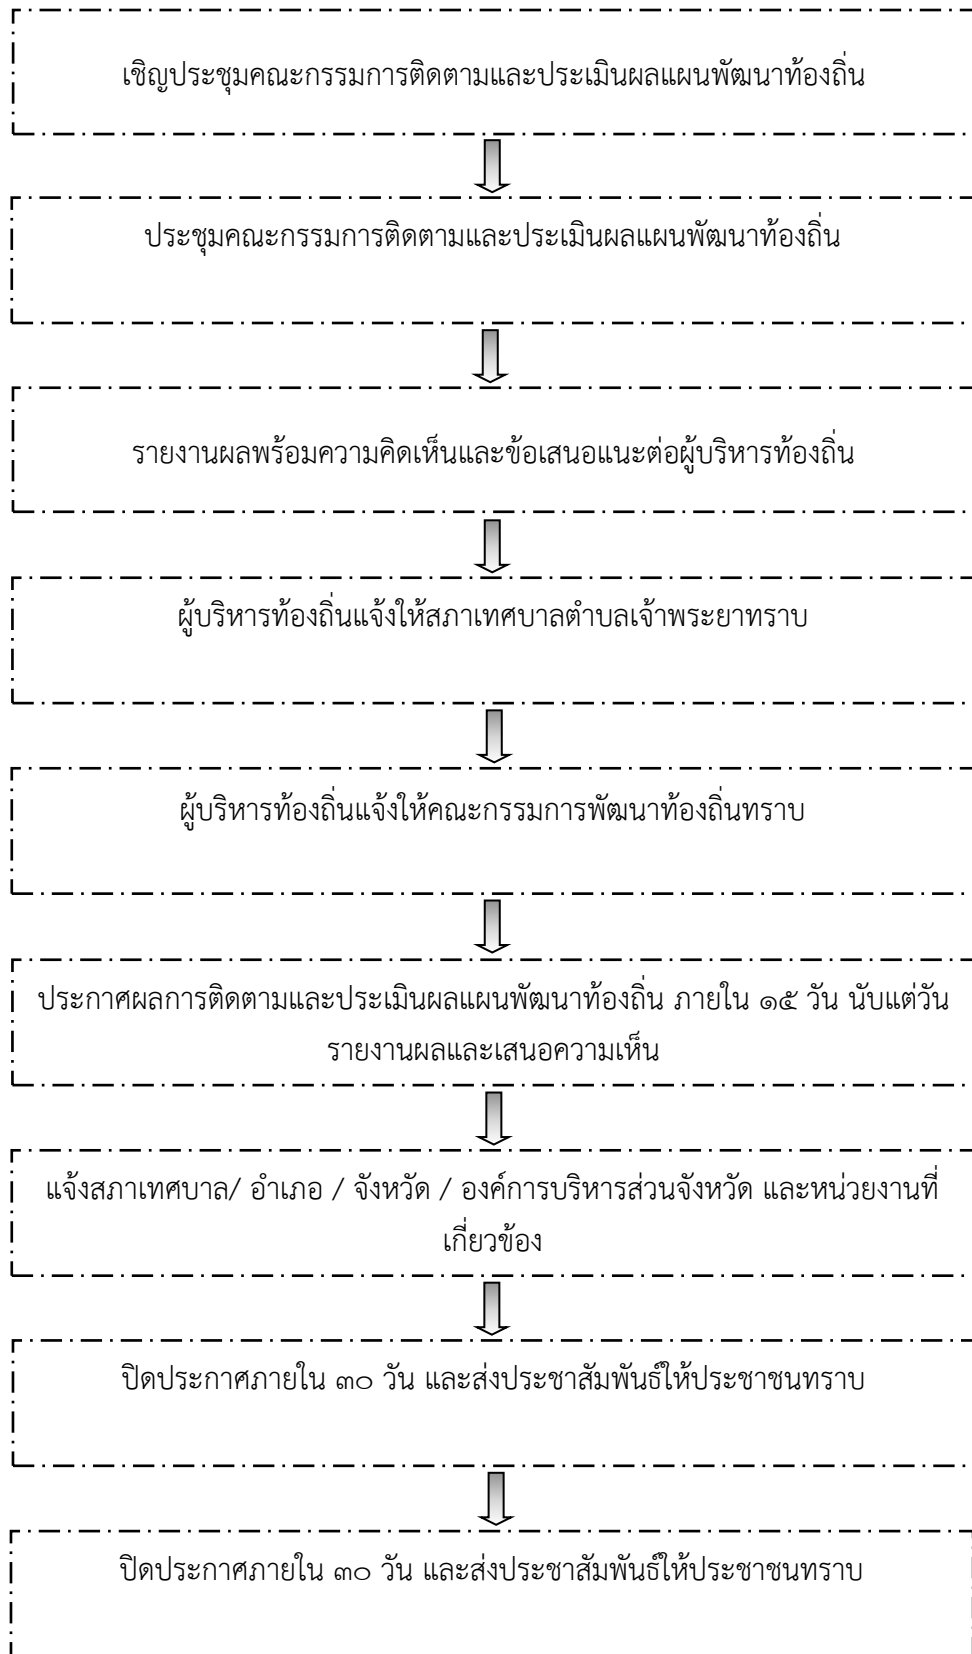 เชิญประชุมคณะกรรมการติดตามและประเมินผลแผนพัฒนาท้องถิ่น
ประชุมคณะกรรมการติดตามและประเมินผลแผนพัฒนาท้องถิ่น
รายงานผลพร้อมความคิดเห็นและข้อเสนอแนะต่อผู้บริหารท้องถิ่น
ผู้บริหารท้องถิ่นแจ้งให้สภาเทศบาลตำบลเจ้าพระยาทราบ
ผู้บริหารท้องถิ่นแจ้งให้คณะกรรมการพัฒนาท้องถิ่นทราบ
ประกาศผลการติดตามและประเมินผลแผนพัฒนาท้องถิ่น ภายใน ๑๕ วัน นับแต่วัน
รายงานผลและเสนอความเห็น
แจ้งสภาเทศบาล/ อำเภอ / จังหวัด / องค์การบริหารส่วนจังหวัด และหน่วยงานที่
เกี่ยวข้อง
ปิดประกาศภายใน ๓๐ วัน และส่งประชาสัมพันธ์ให้ประชาชนทราบ
ปิดประกาศภายใน ๓๐ วัน และส่งประชาสัมพันธ์ให้ประชาชนทราบ